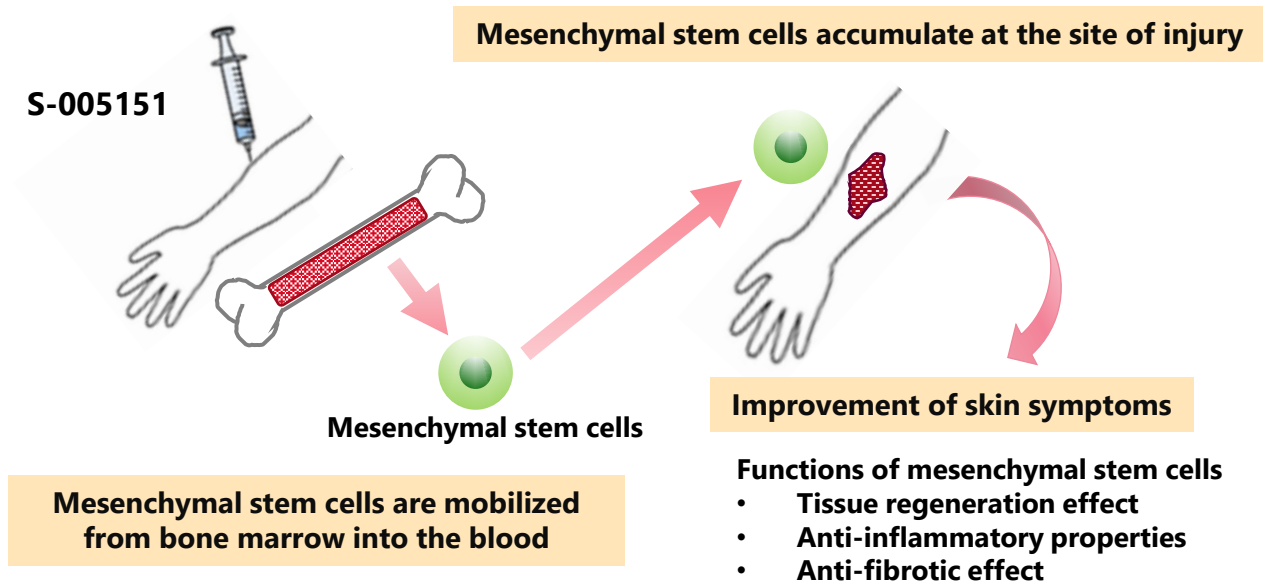 Mesenchymal stem cells accumulate at the site of injury
S-005151
Mesenchymal stem cells
Mesenchymal stem cells are mobilized
from bone marrow into the blood
Improvement of skin symptoms
Functions of mesenchymal stem cells
• Tissue regeneration effect
• Anti-inflammatory properties
• Anti-fibrotic effect